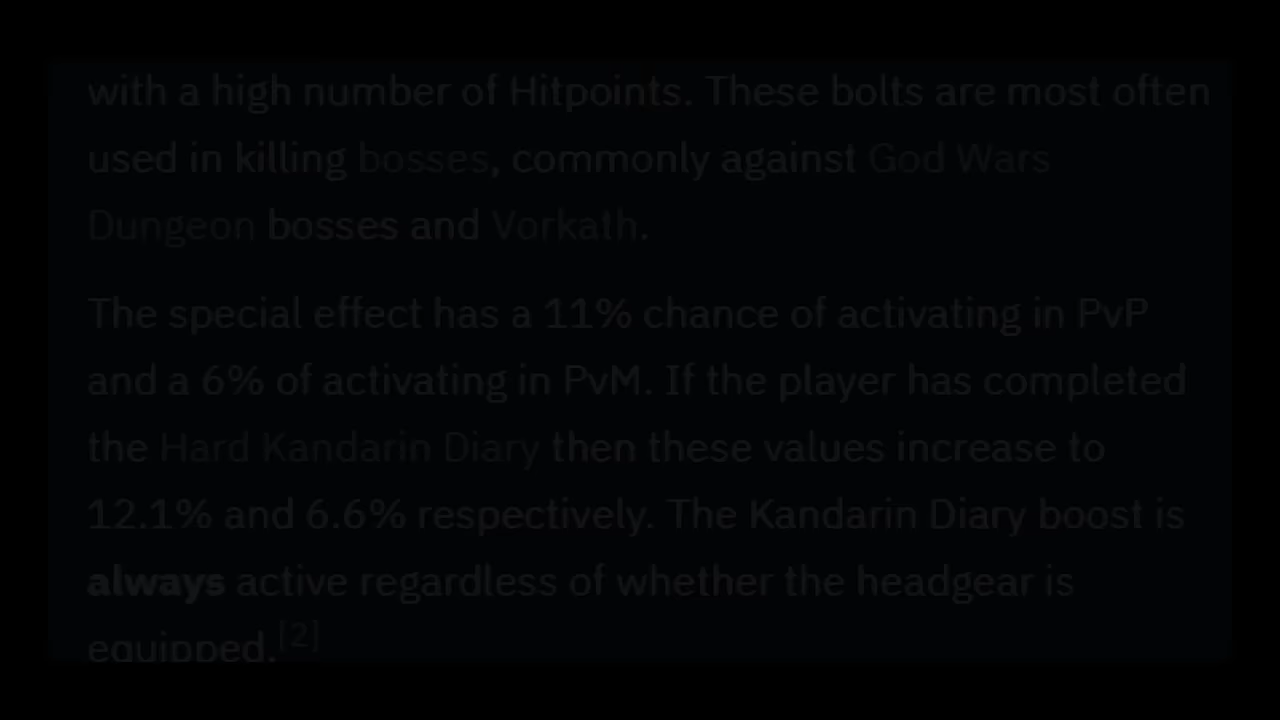 with a high number of Hitpoints. These bolts are most often
used in killing bosses, commonly against God Wars
Dungeon bosses and Vorkath.
The special effect has a 11% chance of activating in PvP
and a 6% of activating in PvM. If the player has completed
the Hard Kandarin Diary then these values increase to
12.1% and 6.6% respectively. The Kandarin Diary boost is
always active regardless of whether the headgear is
equipped.[2]